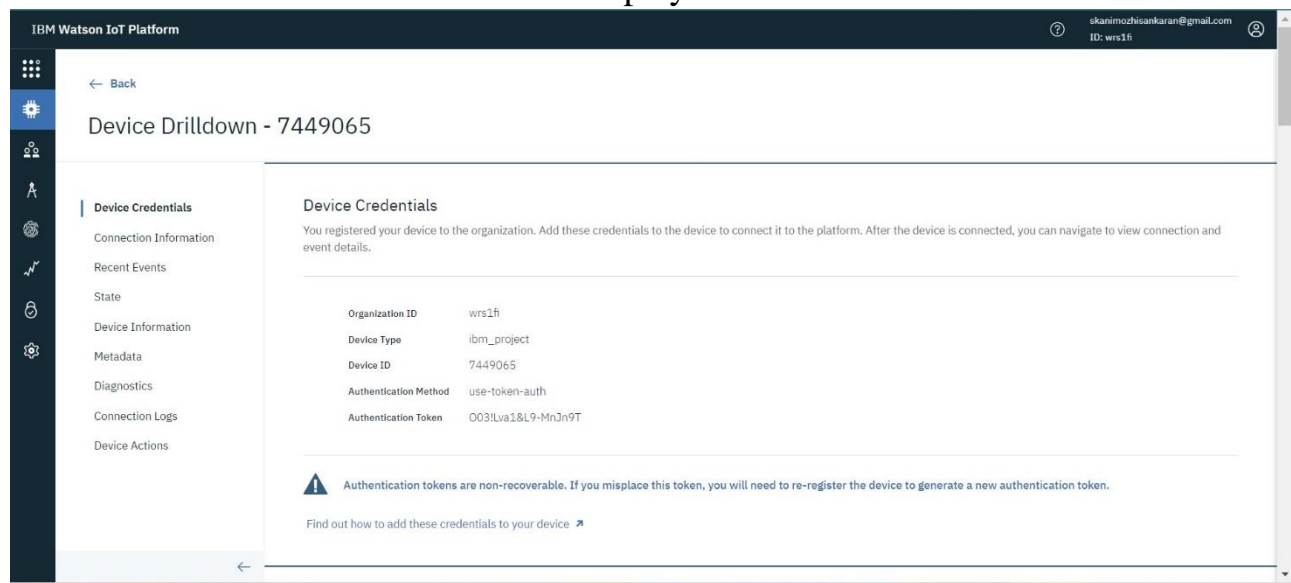 IBM Watson IoT Platform
skanimozhisankaran@gmail.com
ID: wrs1fi
Back
Device Drilldown - 7449065
Device Credentials
Connection Information
Recent Events
State
Device Information
Metadata
Diagnostics
Connection Logs
Device Actions
Device Credentials
You registered your device to the organization. Add these credentials to the device to connect it to the platform. After the device is connected, you can navigate to view connection and
event details.
Organization ID wrs1fi
Device Type ibm_project
Device ID 7449065
Authentication Method use-token-auth
Authentication Token O03!Lva1&L9-MnJn9T
Authentication tokens are non-recoverable. If you misplace this token, you will need to re-register the device to generate a new authentication token.
Find out how to add these credentials to your device